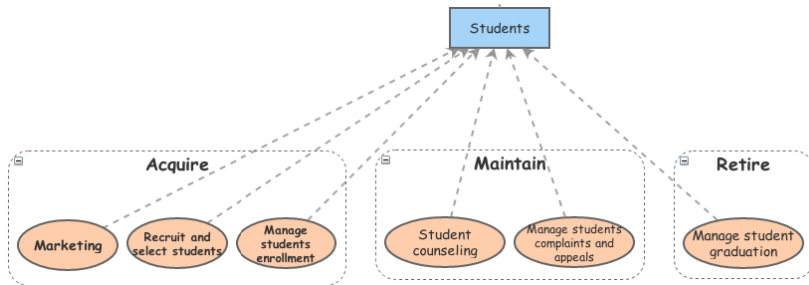 Students
Acquire
Maintain
Retire
Marketing
Recruit and
select students
Manage
students
enrollment
Student
counseling
Manage students
complaints and
appeals
Manage student
graduation